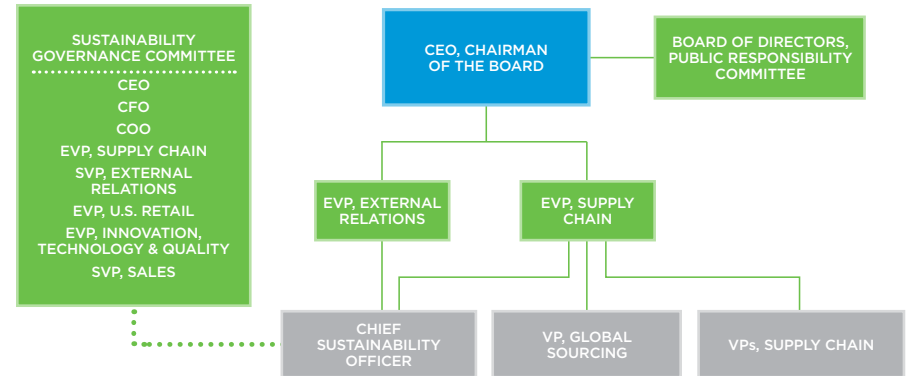 SUSTAINABILITY
GOVERNANCE COMMITTEE
CEO
CFO
COO
EVP, SUPPLY CHAIN
SVP, EXTERNAL
RELATIONS
EVP, U.S. RETAIL
EVP, INNOVATION,
TECHNOLOGY & QUALITY
SVP, SALES
CEO, CHAIRMAN
OF THE BOARD
BOARD OF DIRECTORS,
PUBLIC RESPONSIBILITY
COMMITTEE
EVP, EXTERNAL
RELATIONS
EVP, SUPPLY
CHAIN
CHIEF
SUSTAINABILITY
OFFICER
VP, GLOBAL
SOURCING
VPs, SUPPLY CHAIN